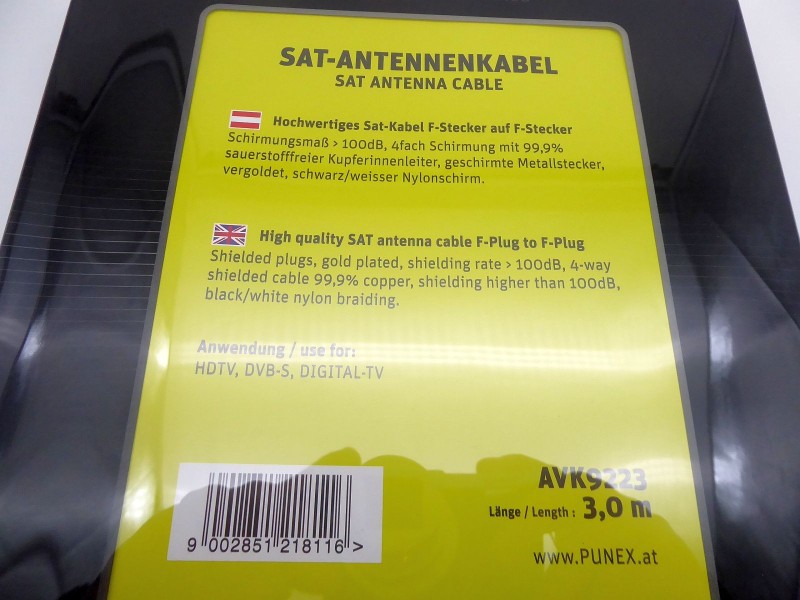 SAT-ANTENNENKABEL
SAT ANTENNA CABLE
Hochwertiges Sat-Kabel F-Stecker auf F-Stecker
Schirmungsmaß > 100dB, 4fach Schirmung mit 99,9%
sauerstofffreier Kupferinnenleiter, geschirmte Metallstecker,
vergoldet, schwarz/weisser Nylonschirm.
High quality SAT antenna cable F-Plug to F-Plug
Shielded plugs, gold plated, shielding rate > 100dB, 4-way
shielded cable 99,9% copper, shielding higher than 100dB,
black/white nylon braiding.
Anwendung / use for:
HDTV, DVB-S, DIGITAL-TV
AVK9223
Länge / Length : 3,0 m
9 002851 218116 >
www.PUNEX.at